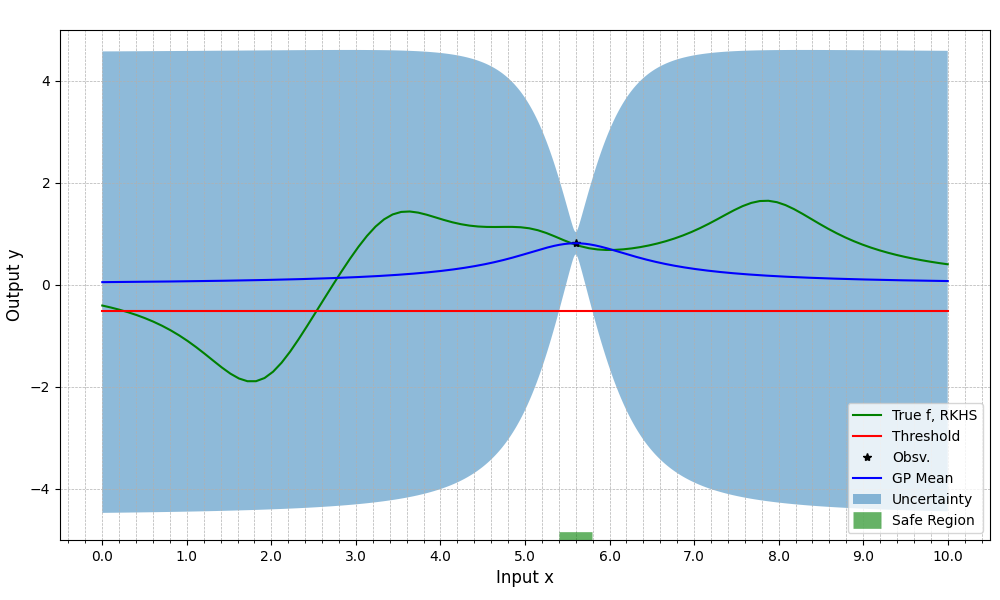 4
2
0
−2
−4
Output y
0.0 1.0 2.0 3.0 4.0 5.0 6.0 7.0 8.0 9.0 10.0
Input x
True f, RKHS
Threshold
Obsv.
GP Mean
Uncertainty
Safe Region